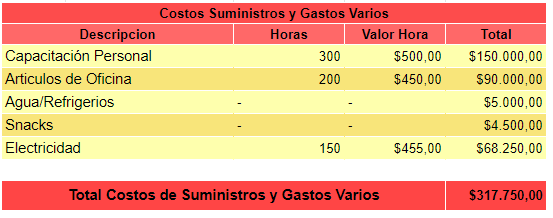 Costos Suministros y Gastos Varios
Descripcion Horas Valor Hora Total
Capacitación Personal 300 $500,00 $150.000,00
Articulos de Oficina 200 $450,00 $90.000,00
Agua/Refrigerios - - $5.000,00
Snacks - - $4.500,00
Electricidad 150 $455,00 $68.250,00
Total Costos de Suministros y Gastos Varios $317.750,00